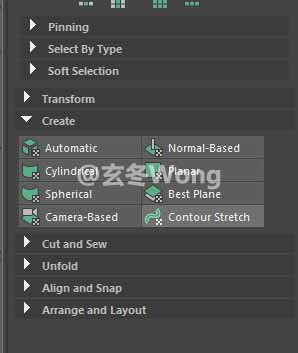 Pinning
Select By Type
Soft Selection
Transform
Create
Automatic Normal-Based
Cylindrical Planar
@玄冬Wong
Spherical Best Plane
Camera-Based Contour Stretch
Cut and Sew
Unfold
Align and Snap
Arrange and Layout